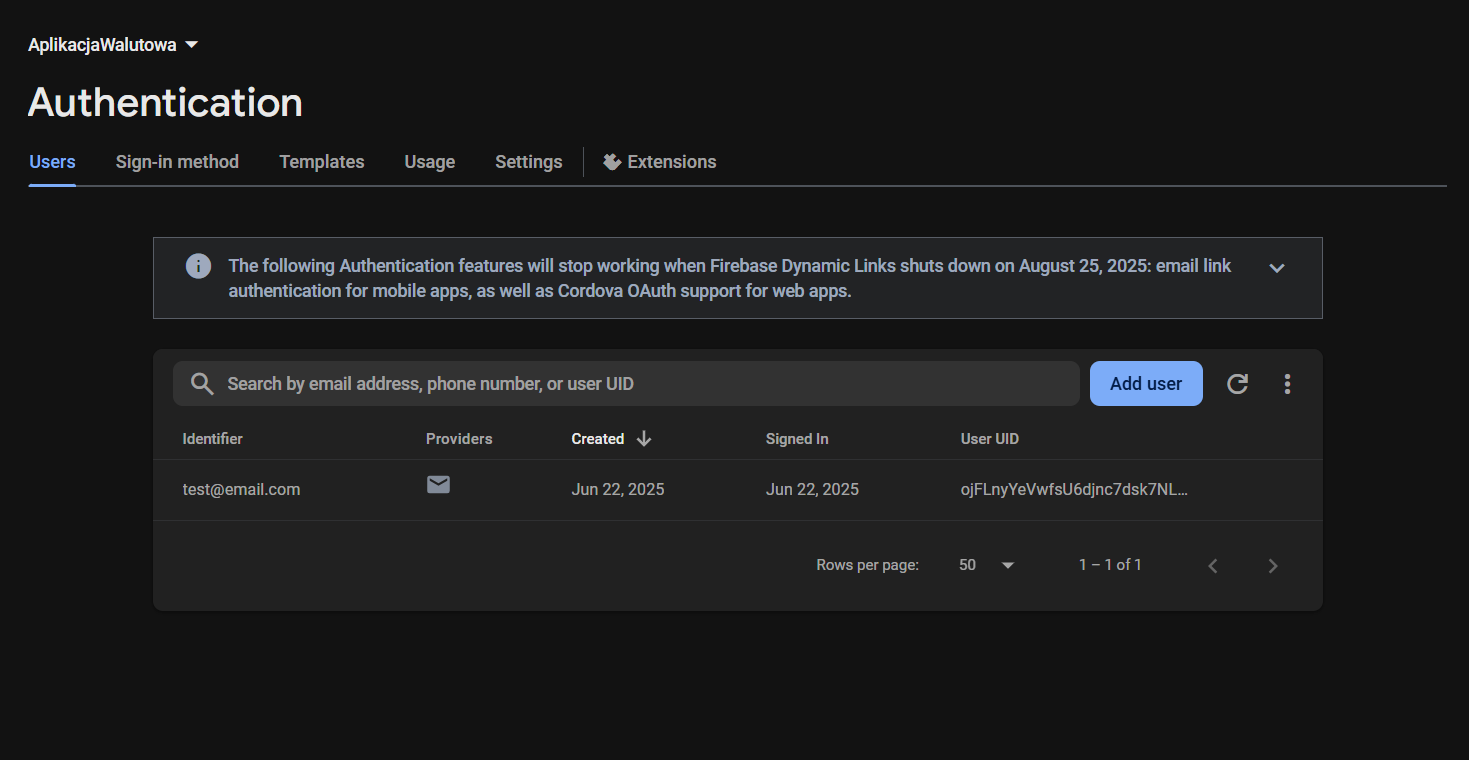 AplikacjaWalutowa
Authentication
Users Sign-in method Templates Usage Settings Extensions
The following Authentication features will stop working when Firebase Dynamic Links shuts down on August 25, 2025: email link
authentication for mobile apps, as well as Cordova OAuth support for web apps.
Search by email address, phone number, or user UID Add user
Identifier Providers Created Signed In User UID
test@email.com Jun 22, 2025 Jun 22, 2025 ojFLnyYeVwfsU6djnc7dsk7NL...
Rows per page: 50 1 – 1 of 1